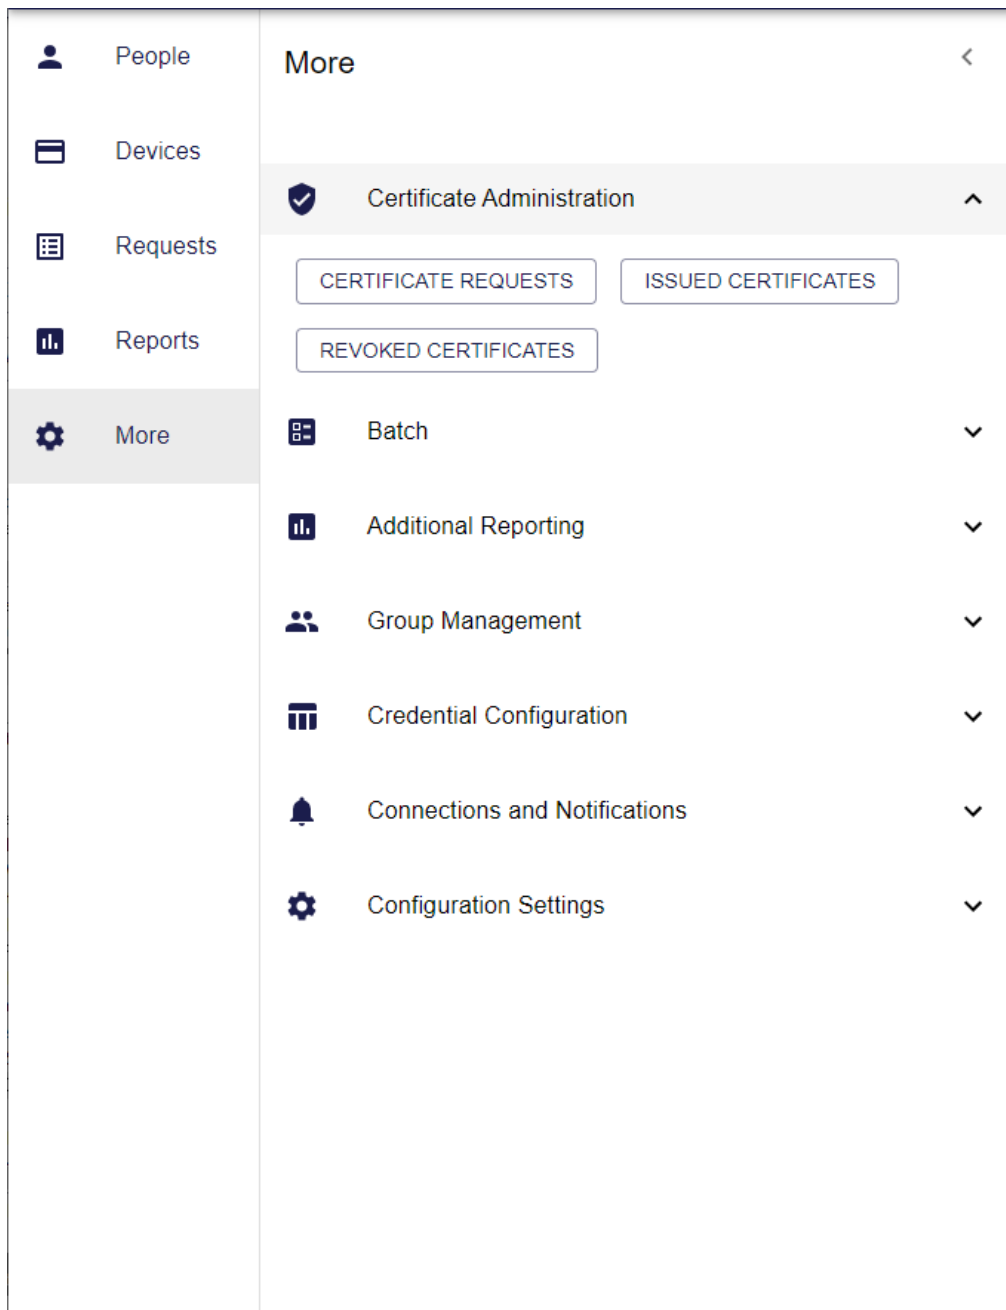 People
Devices
Requests
Reports
More
More
Certificate Administration
CERTIFICATE REQUESTS
ISSUED CERTIFICATES
REVOKED CERTIFICATES
Batch
Additional Reporting
Group Management
Credential Configuration
Connections and Notifications
Configuration Settings